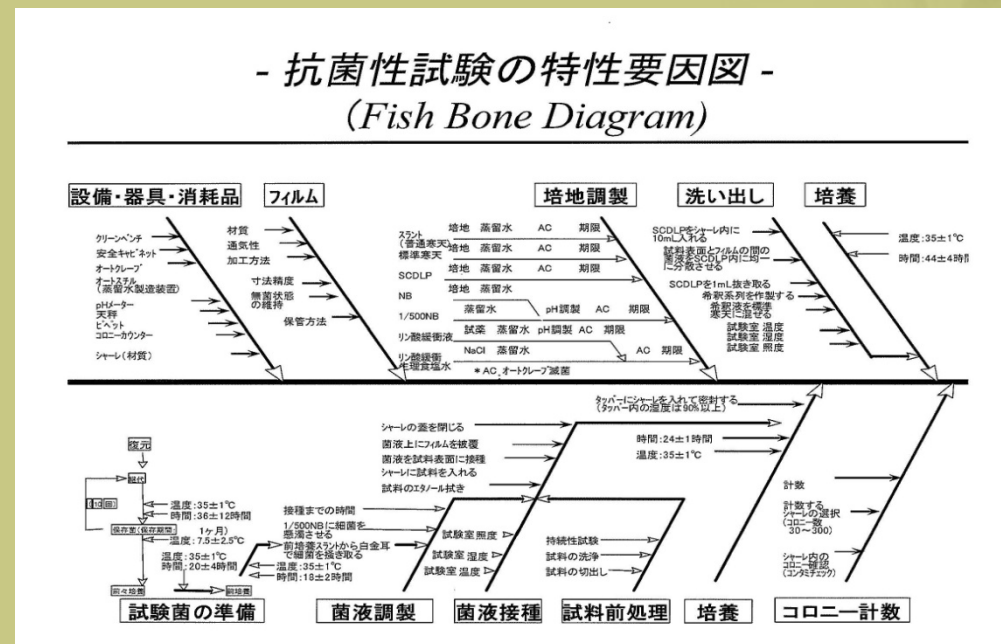 - 抗菌性試験の特性要因図 -
(Fish Bone Diagram)
設備・器具・消耗品
フィルム
培地調製
洗い出し
培養
クリーンベンチ
安全キャビネット
オートクレーブ
オートスチル
(蒸留水製造装置)
pHメーター
天秤
ピペット
コロニーカウンター
シャーレ(材質)
材質
通気性
加工方法
寸法精度
無菌状態
の維持
保管方法
スラント
(普通寒天)
培地 蒸留水 AC 期限
標準寒天
培地 蒸留水 AC 期限
SCDLP
培地 蒸留水 AC 期限
NB
培地 蒸留水
1/500NB
蒸留水 pH調製 AC 期限
リン酸緩衝液
試薬 蒸留水 pH調製 AC 期限
リン酸緩衝
生理食塩水
NaCl 蒸留水 AC 期限
*AC:オートクレーブ滅菌
SCDLPをシャーレ内に
10mL入れる
試料表面とフィルムの間の
菌液をSCDLP内に均一
に分散させる
SCDLPを1mL抜き取る
希釈系列を作製する
希釈液を標準
寒天に混ぜる
試験室 温度
試験室 湿度
試験室 照度
温度:35±1℃
時間:44±4時間
復元
継代
(10回)
温度:35±1℃
時間:36±12時間
保存菌(保存期間 1ヶ月)
温度:7.5±2.5℃
温度:35±1℃
時間:20±4時間
前々培養
前培養
試験菌の準備
接種までの時間
1/500NBに細菌を
懸濁させる
前培養スラントから白金耳
で細菌を掻き取る
温度:35±1℃
時間:18±2時間
菌液調製
シャーレの蓋を閉じる
菌液上にフィルムを被覆
菌液を試料表面に接種
シャーレに試料を入れる
試料のエタノール拭き
試験室 照度
試験室 湿度
試験室 温度
菌液接種
持続性試験
試料の洗浄
試料の切出し
試料前処理
タッパーにシャーレを入れて密封する
(タッパー内の湿度は90%以上)
時間:24±1時間
温度:35±1℃
培養
計数
計数する
シャーレの選択
(コロニー数
30~300)
シャーレ内の
コロニー確認
(コンタミチェック)
コロニー計数